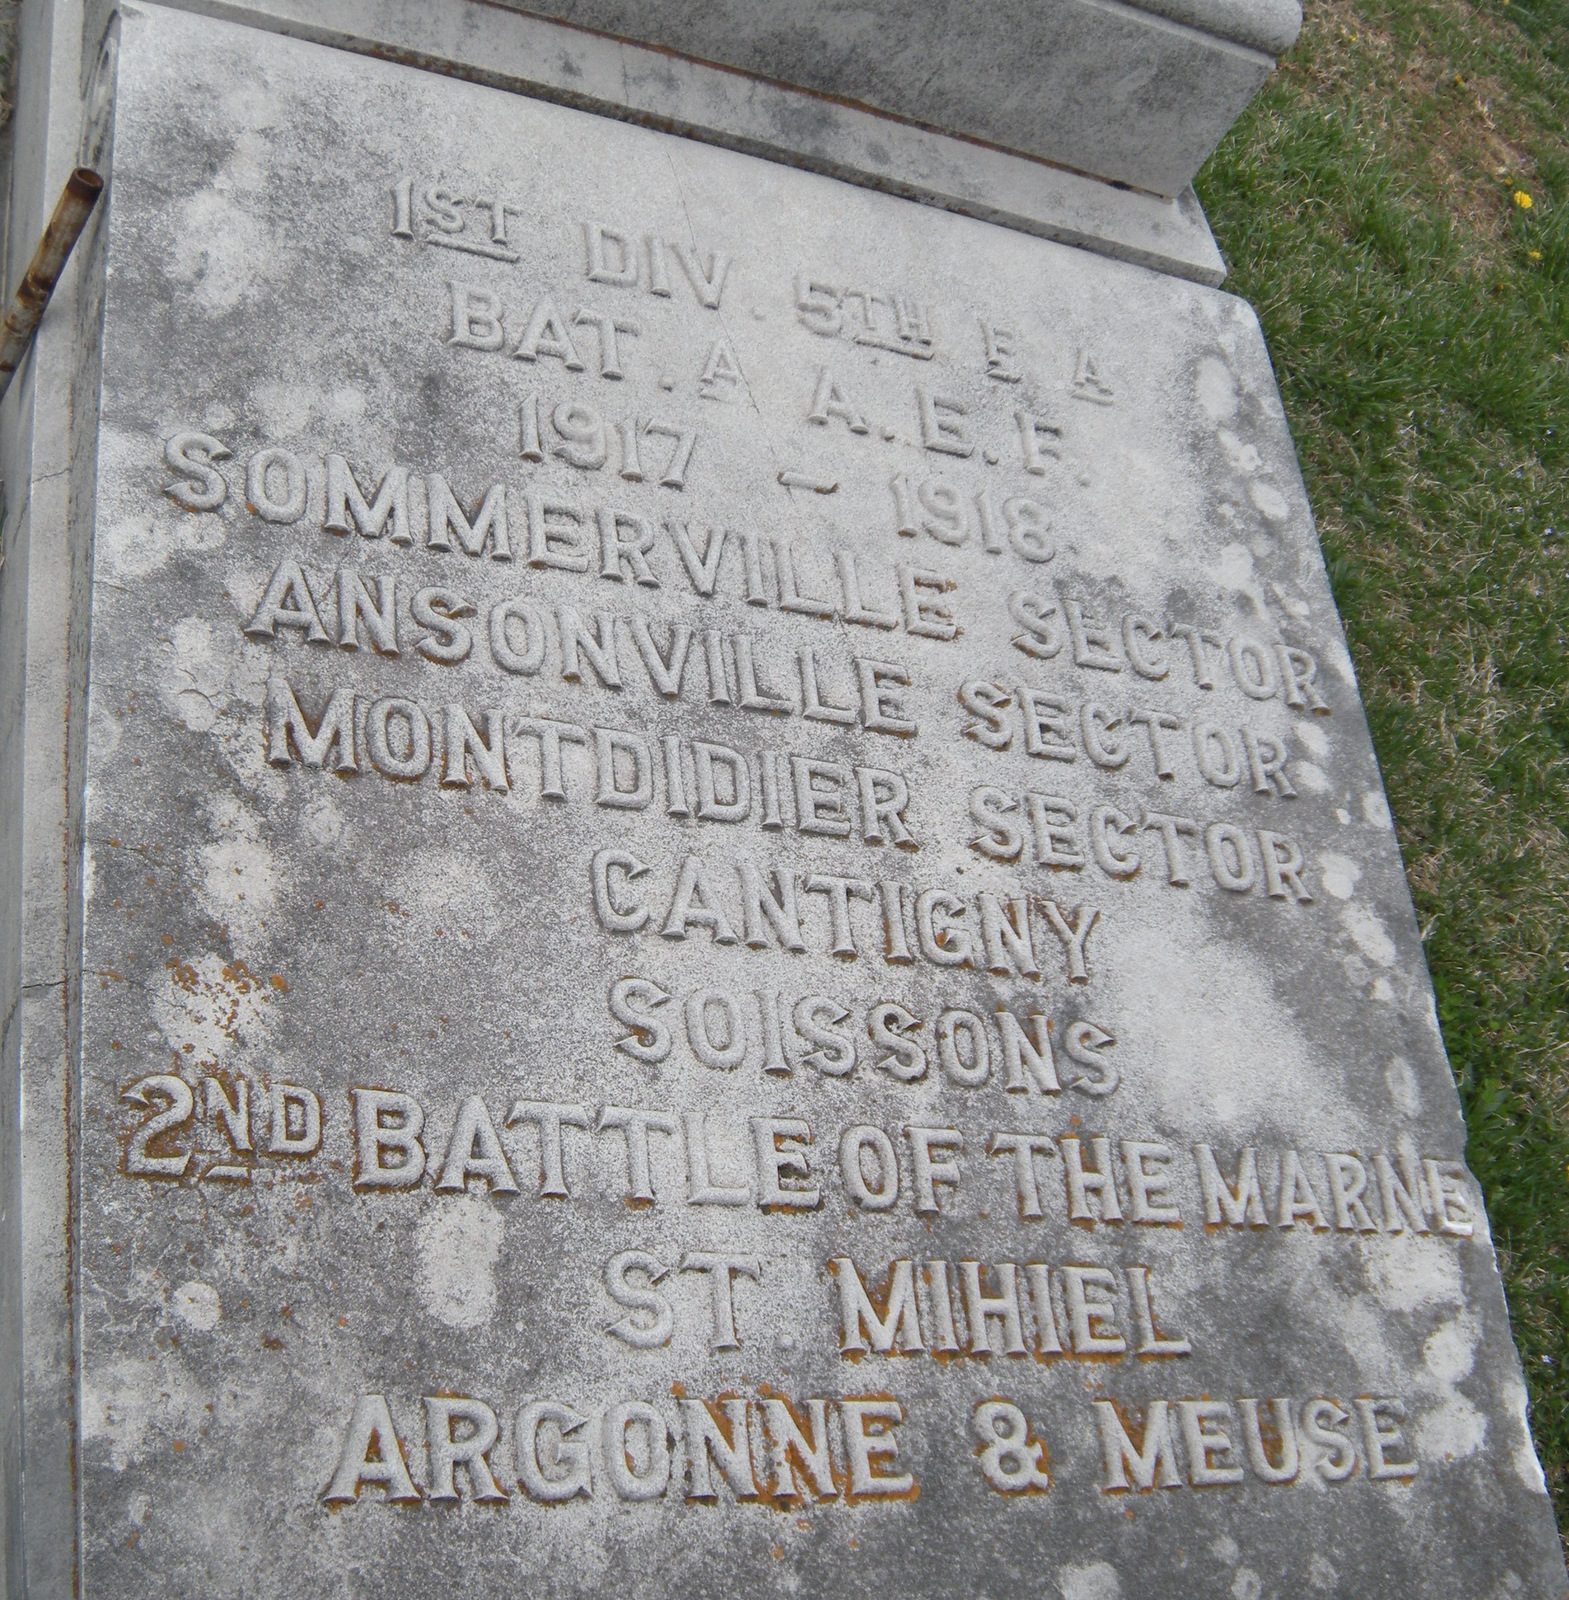 1ST DIV. 5TH F A
BAT. A A.E.F.
1917 – 1918
SOMMERVILLE SECTOR
ANSONVILLE SECTOR
MONTDIDIER SECTOR
CANTIGNY
SOISSONS
2ND BATTLE OF THE MARNE
ST. MIHIEL
ARGONNE & MEUSE